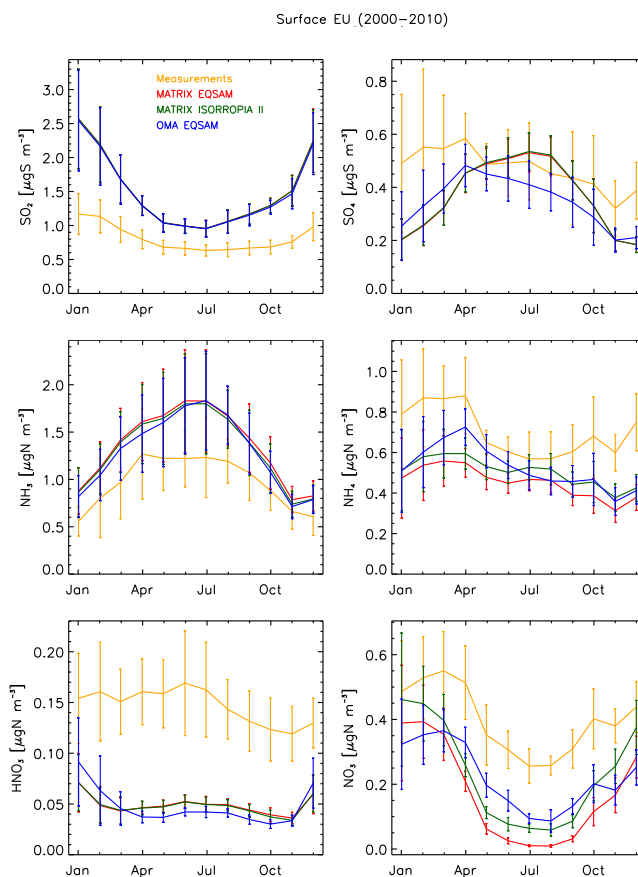 Surface EU (2000−2010)
Measurements
MATRIX EQSAM
MATRIX ISORROPIA II
OMA EQSAM
SO₂ [μgS m⁻³]
3.0
2.5
2.0
1.5
1.0
0.5
0.0
Jan Apr Jul Oct
SO₄ [μgS m⁻³]
0.8
0.6
0.4
0.2
0.0
Jan Apr Jul Oct
NH₃ [μgN m⁻³]
2.0
1.5
1.0
0.5
0.0
Jan Apr Jul Oct
NH₄ [μgN m⁻³]
1.0
0.8
0.6
0.4
0.2
0.0
Jan Apr Jul Oct
HNO₃ [μgN m⁻³]
0.20
0.15
0.10
0.05
0.00
Jan Apr Jul Oct
NO₃ [μgN m⁻³]
0.6
0.4
0.2
0.0
Jan Apr Jul Oct